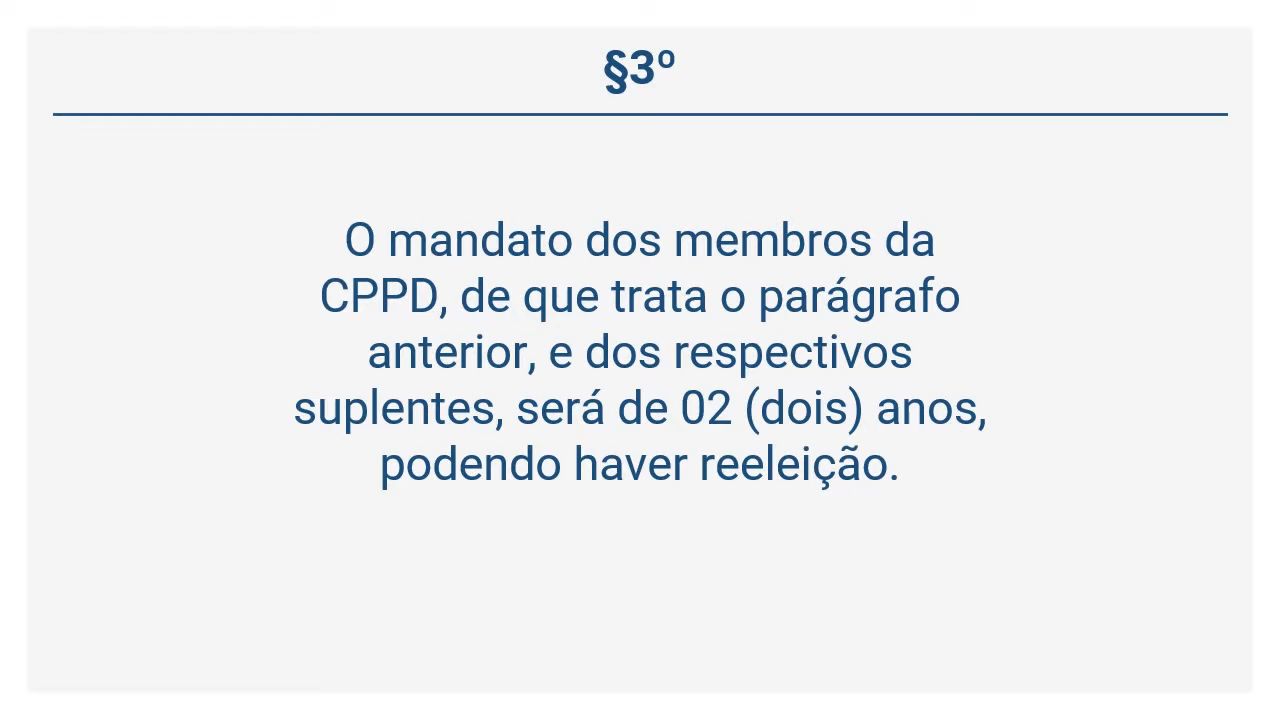 §3º
O mandato dos membros da
CPPD, de que trata o parágrafo
anterior, e dos respectivos
suplentes, será de 02 (dois) anos,
podendo haver reeleição.